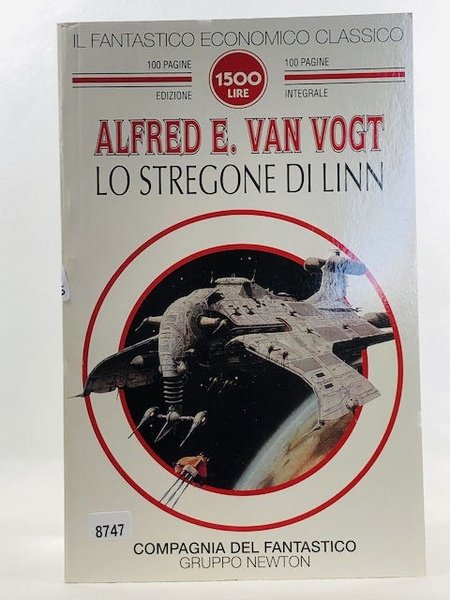 IL FANTASTICO ECONOMICO CLASSICO
100 PAGINE
1500
LIRE
100 PAGINE
EDIZIONE
INTEGRALE
ALFRED E. VAN VOGT
LO STREGONE DI LINN
8747
COMPAGNIA DEL FANTASTICO
GRUPPO NEWTON